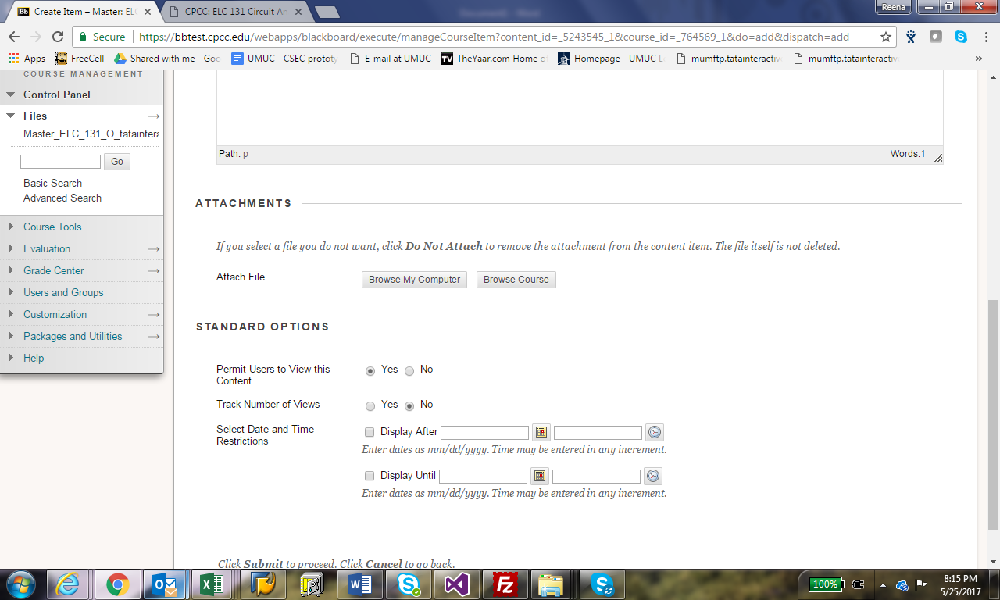 Create Item – Master: ELC
CPCC: ELC 131 Circuit An
Reena
Secure
https://bbtest.cpcc.edu/webapps/blackboard/execute/manageCourseItem?content_id=_5243545_1&course_id=_764569_1&do=add&dispatch=add
Apps
FreeCell
Shared with me - Goo
UMUC - CSEC prototy
E-mail at UMUC
TheYaar.com Home o
Homepage - UMUC L
mumftp.tatainteractive
mumftp.tatainteractive
»
COURSE MANAGEMENT
Control Panel
Files
Master_ELC_131_O_tataintera
Go
Basic Search
Advanced Search
Course Tools
Evaluation
Grade Center
Users and Groups
Customization
Packages and Utilities
Help
Path: p
Words:1
ATTACHMENTS
If you select a file you do not want, click Do Not Attach to remove the attachment from the content item. The file itself is not deleted.
Attach File
Browse My Computer
Browse Course
STANDARD OPTIONS
Permit Users to View this
Content
Yes
No
Track Number of Views
Yes
No
Select Date and Time
Restrictions
Display After
Enter dates as mm/dd/yyyy. Time may be entered in any increment.
Display Until
Enter dates as mm/dd/yyyy. Time may be entered in any increment.
Click Submit to proceed. Click Cancel to go back.
100%
8:15 PM
5/25/2017